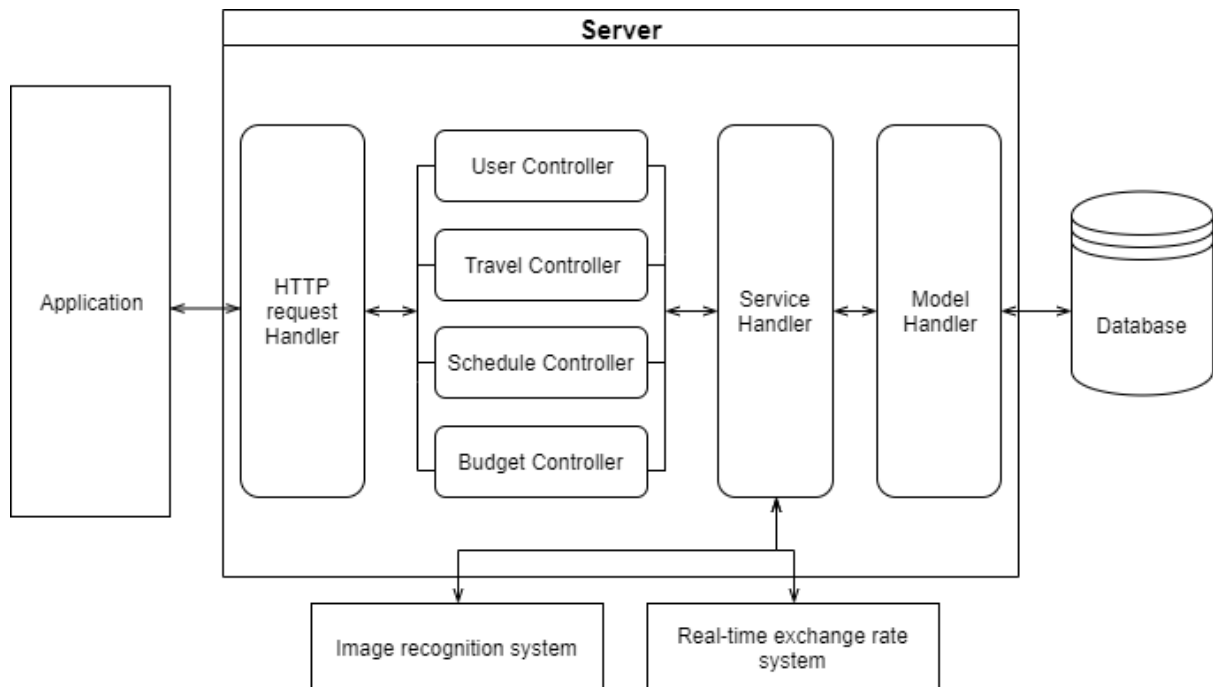 Server
Application
HTTP
request
Handler
User Controller
Travel Controller
Schedule Controller
Budget Controller
Service
Handler
Model
Handler
Database
Image recognition system
Real-time exchange rate
system